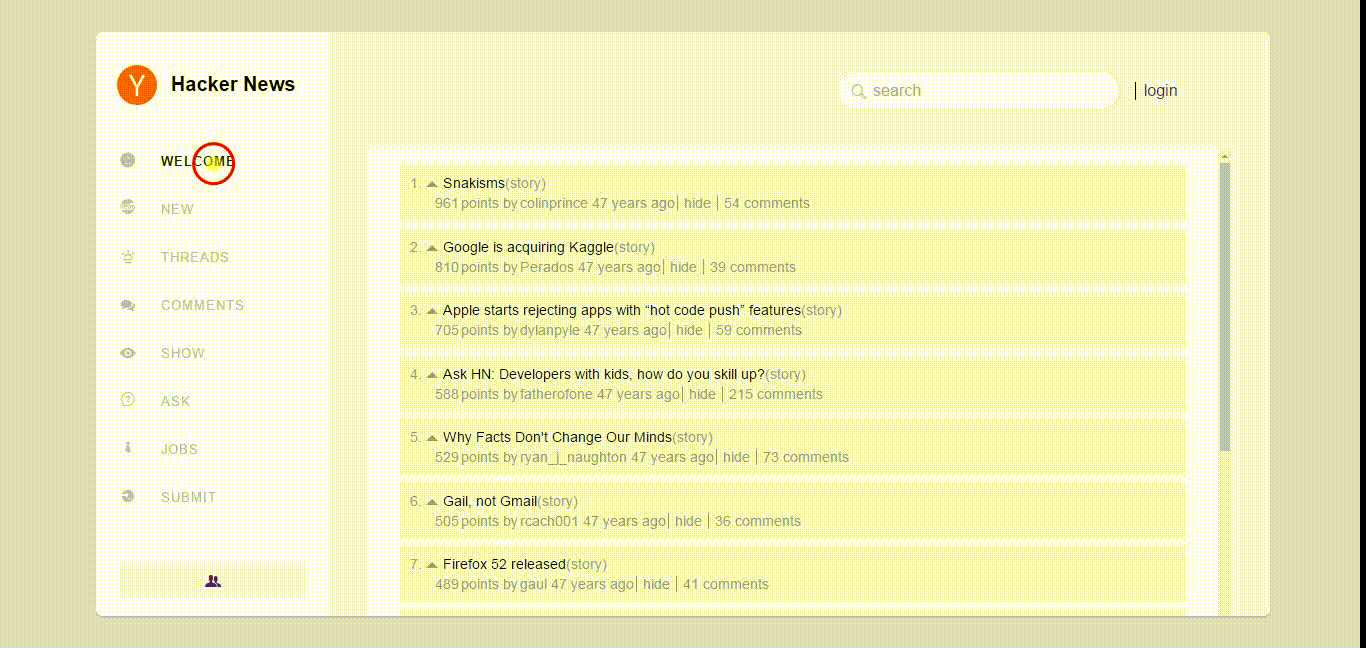 Y
Hacker News
search
login
WELCOME
NEW
THREADS
COMMENTS
SHOW
ASK
JOBS
SUBMIT
1. Snakisms(story)
961 points by colinprince 47 years ago| hide | 54 comments
2. Google is acquiring Kaggle(story)
810 points by Perados 47 years ago| hide | 39 comments
3. Apple starts rejecting apps with “hot code push” features(story)
705 points by dylanpyle 47 years ago| hide | 59 comments
4. Ask HN: Developers with kids, how do you skill up?(story)
588 points by fatherofone 47 years ago| hide | 215 comments
5. Why Facts Don't Change Our Minds(story)
529 points by ryan_j_naughton 47 years ago| hide | 73 comments
6. Gail, not Gmail(story)
505 points by rcach001 47 years ago| hide | 36 comments
7. Firefox 52 released(story)
489 points by gaul 47 years ago| hide | 41 comments